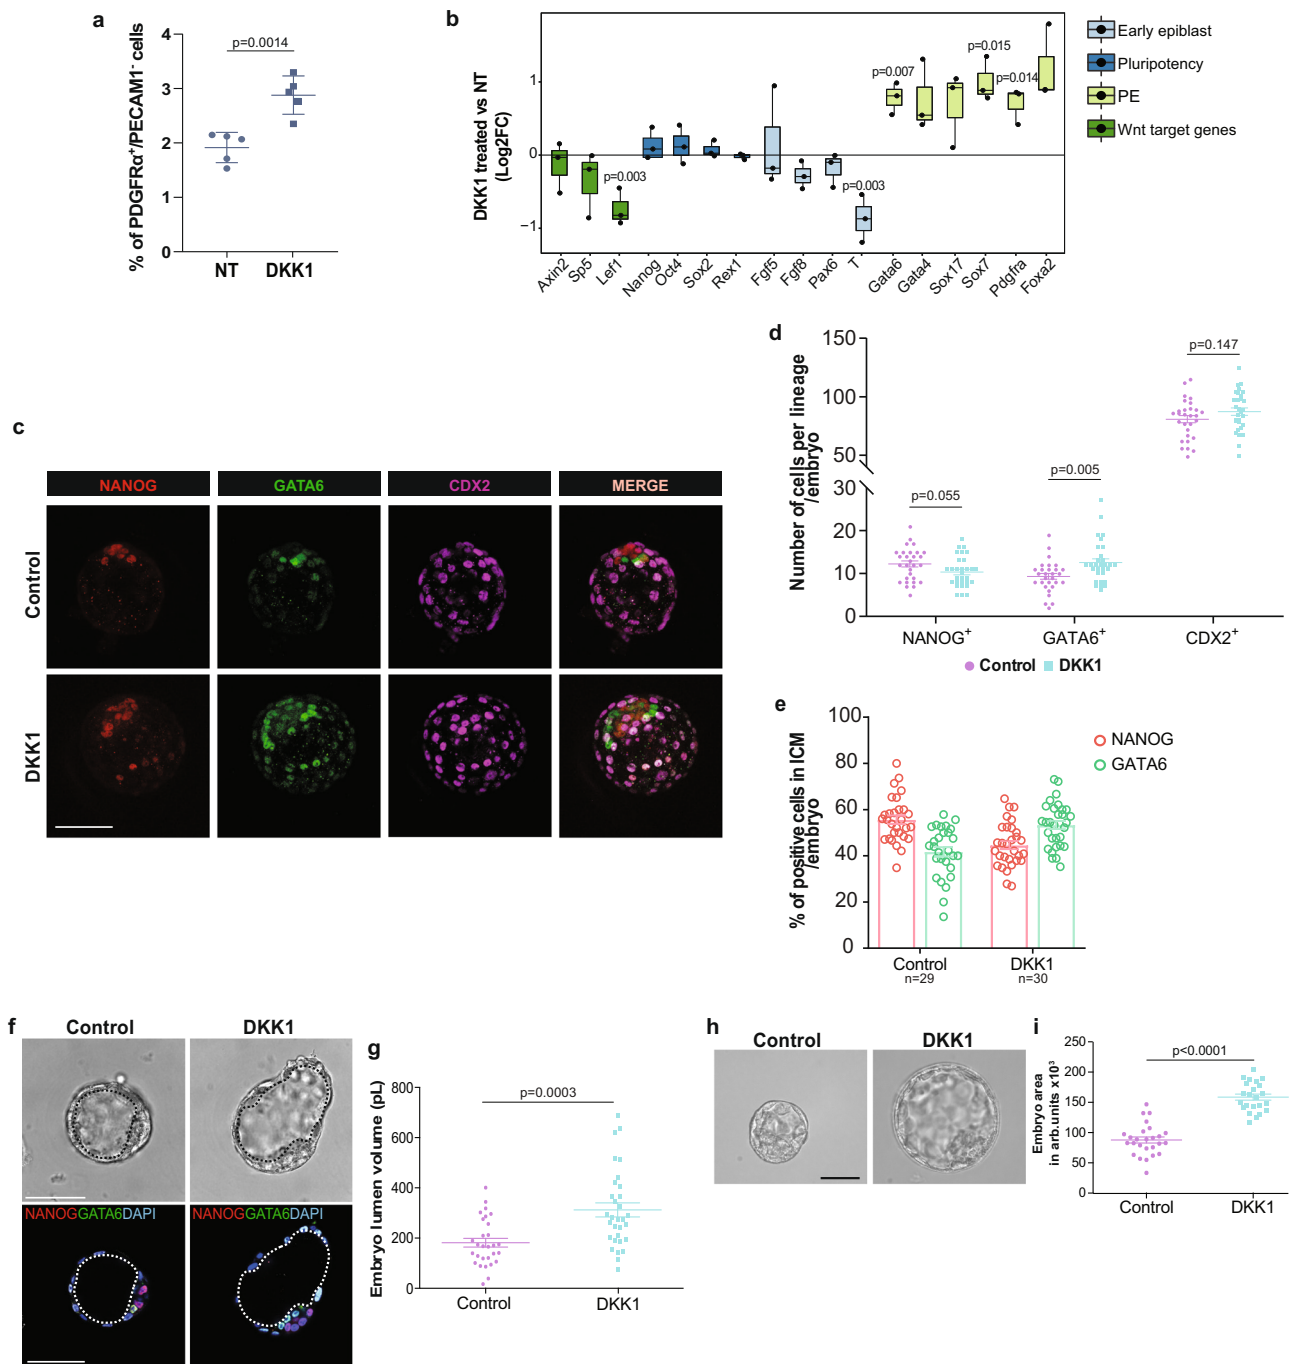 a
% of PDGFRα⁺/PECAM1⁻ cells
4
3
2
1
0
p=0.0014
NT
DKK1
b
DKK1 treated vs NT
(Log2FC)
1
0
−1
p=0.003
p=0.003
p=0.007
p=0.015
p=0.014
Axin2
Sp5
Lef1
Nanog
Oct4
Sox2
Rex1
Fgf5
Fgf8
Pax6
T
Gata6
Gata4
Sox17
Sox7
Pdgfra
Foxa2
Early epiblast
Pluripotency
PE
Wnt target genes
c
NANOG
GATA6
CDX2
MERGE
Control
DKK1
d
Number of cells per lineage
/embryo
150
100
50
30
20
10
0
p=0.055
p=0.005
p=0.147
NANOG⁺
GATA6⁺
CDX2⁺
Control
DKK1
e
% of positive cells in ICM
/embryo
100
80
60
40
20
0
NANOG
GATA6
Control
n=29
DKK1
n=30
f
Control
DKK1
NANOGGATA6DAPI
NANOGGATA6DAPI
g
Embryo lumen volume (pL)
800
600
400
200
0
p=0.0003
Control
DKK1
h
Control
DKK1
i
Embryo area
in arb.units x10³
250
200
150
100
50
0
p<0.0001
Control
DKK1